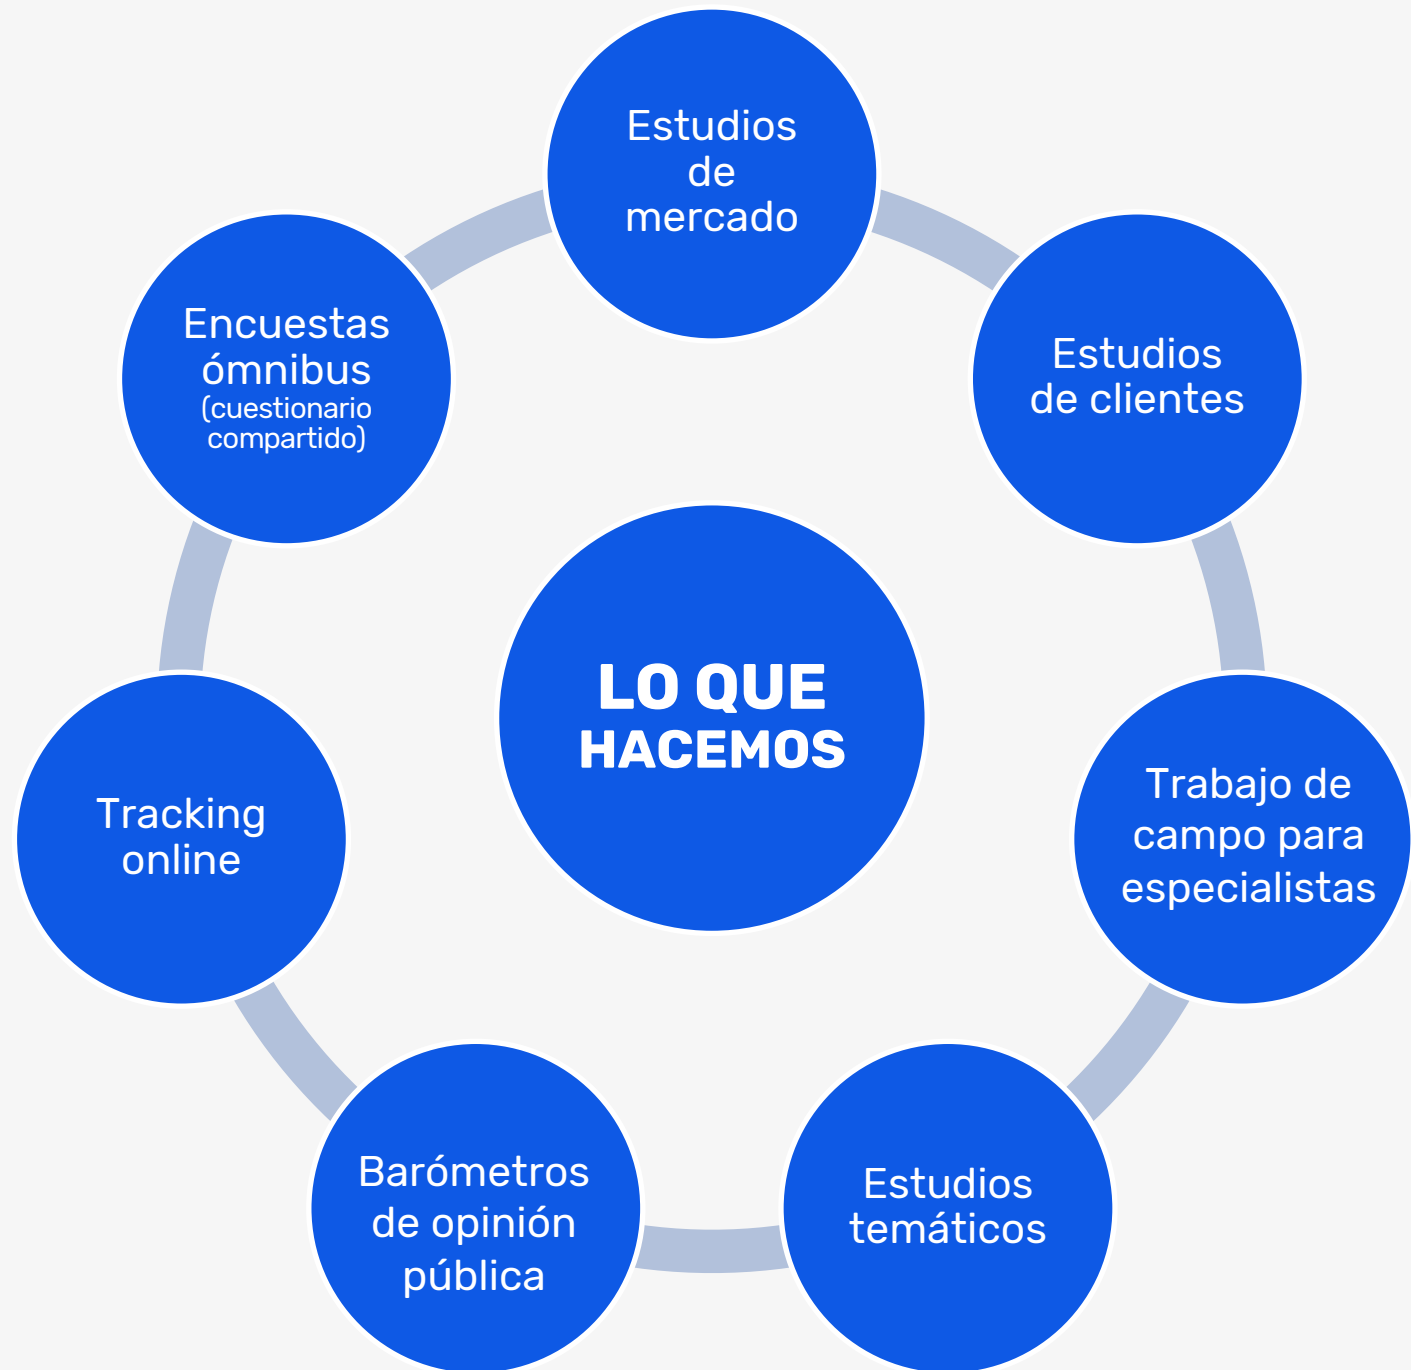 Estudios
de
mercado
Estudios
de clientes
Trabajo de
campo para
especialistas
Estudios
temáticos
Barómetros
de opinión
pública
Tracking
online
Encuestas
ómnibus
(cuestionario
compartido)
LO QUE
HACEMOS